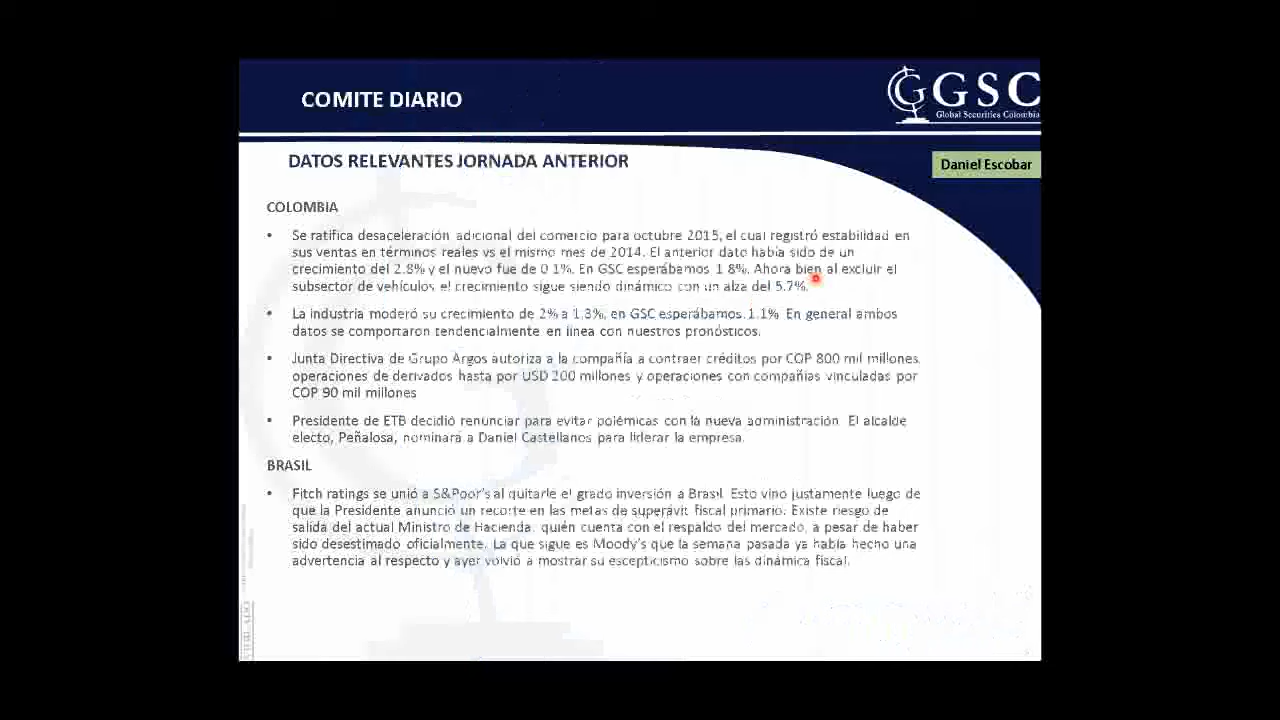 COMITE DIARIO
GGSC
Global Securities Colombia
DATOS RELEVANTES JORNADA ANTERIOR
Daniel Escobar
COLOMBIA
• Se ratifica desaceleración adicional del comercio para octubre 2015, el cual registró estabilidad en
sus ventas en términos reales vs el mismo mes de 2014. El anterior dato había sido de un
crecimiento del 2.8% y el nuevo fue de 0.1%. En GSC esperábamos 1.8%. Ahora bien al excluir el
subsector de vehículos el crecimiento sigue siendo dinámico con un alza del 5.7%.
• La industria moderó su crecimiento de 2% a 1.3%, en GSC esperábamos 1.1%. En general ambos
datos se comportaron tendencialmente en línea con nuestros pronósticos.
• Junta Directiva de Grupo Argos autoriza a la compañía a contraer créditos por COP 800 mil millones,
operaciones de derivados hasta por USD 200 millones y operaciones con compañías vinculadas por
COP 90 mil millones
• Presidente de ETB decidió renunciar para evitar polémicas con la nueva administración. El alcalde
electo, Peñalosa, nominará a Daniel Castellanos para liderar la empresa.
BRASIL
• Fitch ratings se unió a S&Poor's al quitarle el grado inversión a Brasil. Esto vino justamente luego de
que la Presidente anunció un recorte en las metas de superávit fiscal primario. Existe riesgo de
salida del actual Ministro de Hacienda, quién cuenta con el respaldo del mercado, a pesar de haber
sido desestimado oficialmente. La que sigue es Moody's que la semana pasada ya había hecho una
advertencia al respecto y ayer volvió a mostrar su escepticismo sobre las dinámica fiscal.